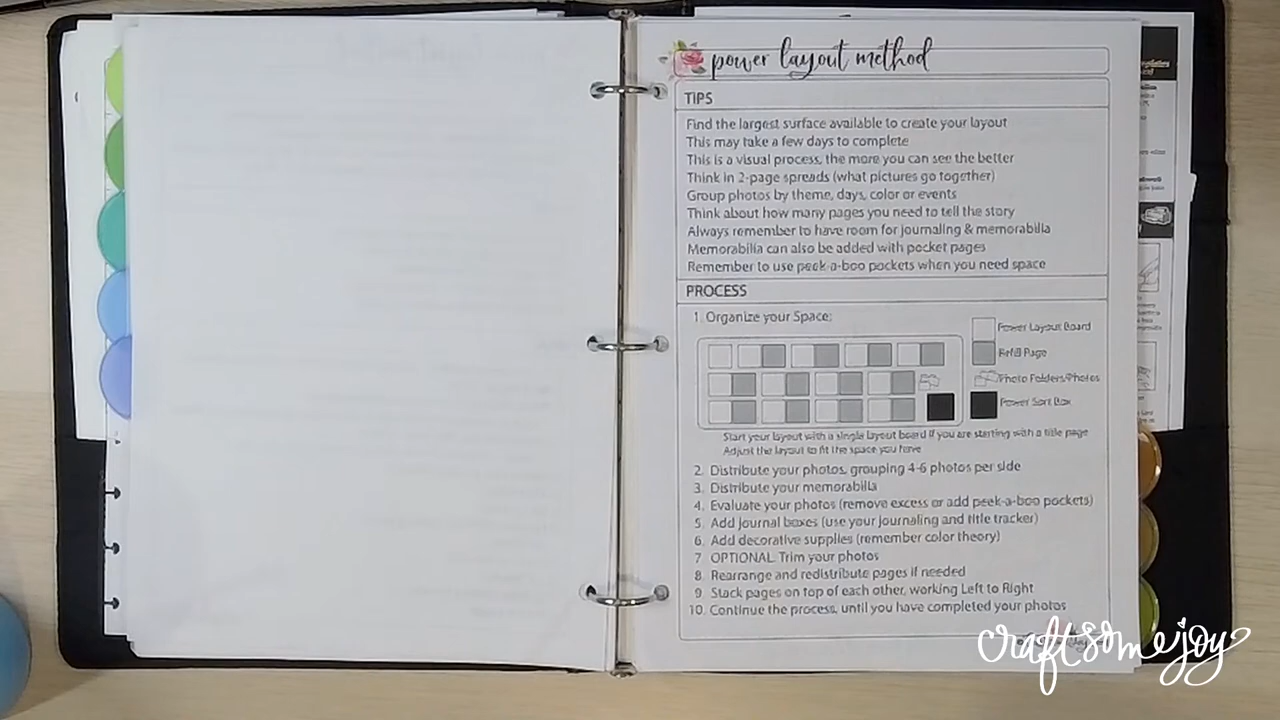 power layout method
TIPS
Find the largest surface available to create your layout
This may take a few days to complete
This is a visual process, the more you can see the better
Think in 2-page spreads (what pictures go together)
Group photos by theme, days, color or events
Think about how many pages you need to tell the story
Always remember to have room for journaling & memorabilia
Memorabilia can also be added with pocket pages
Remember to use peek-a-boo pockets when you need space
PROCESS
1. Organize your Space:
Power Layout Board
Refill Page
Photo Folders/Photos
Power Sort Box
Start your layout with a single layout board if you are starting with a title page
Adjust the layout to fit the space you have
2. Distribute your photos, grouping 4-6 photos per side
3. Distribute your memorabilia
4. Evaluate your photos (remove excess or add peek-a-boo pockets)
5. Add journal boxes (use your journaling and title tracker)
6. Add decorative supplies (remember color theory)
7. OPTIONAL Trim your photos
8. Rearrange and redistribute pages if needed
9. Stack pages on top of each other, working Left to Right
10. Continue the process, until you have completed your photos
craftsomejoy